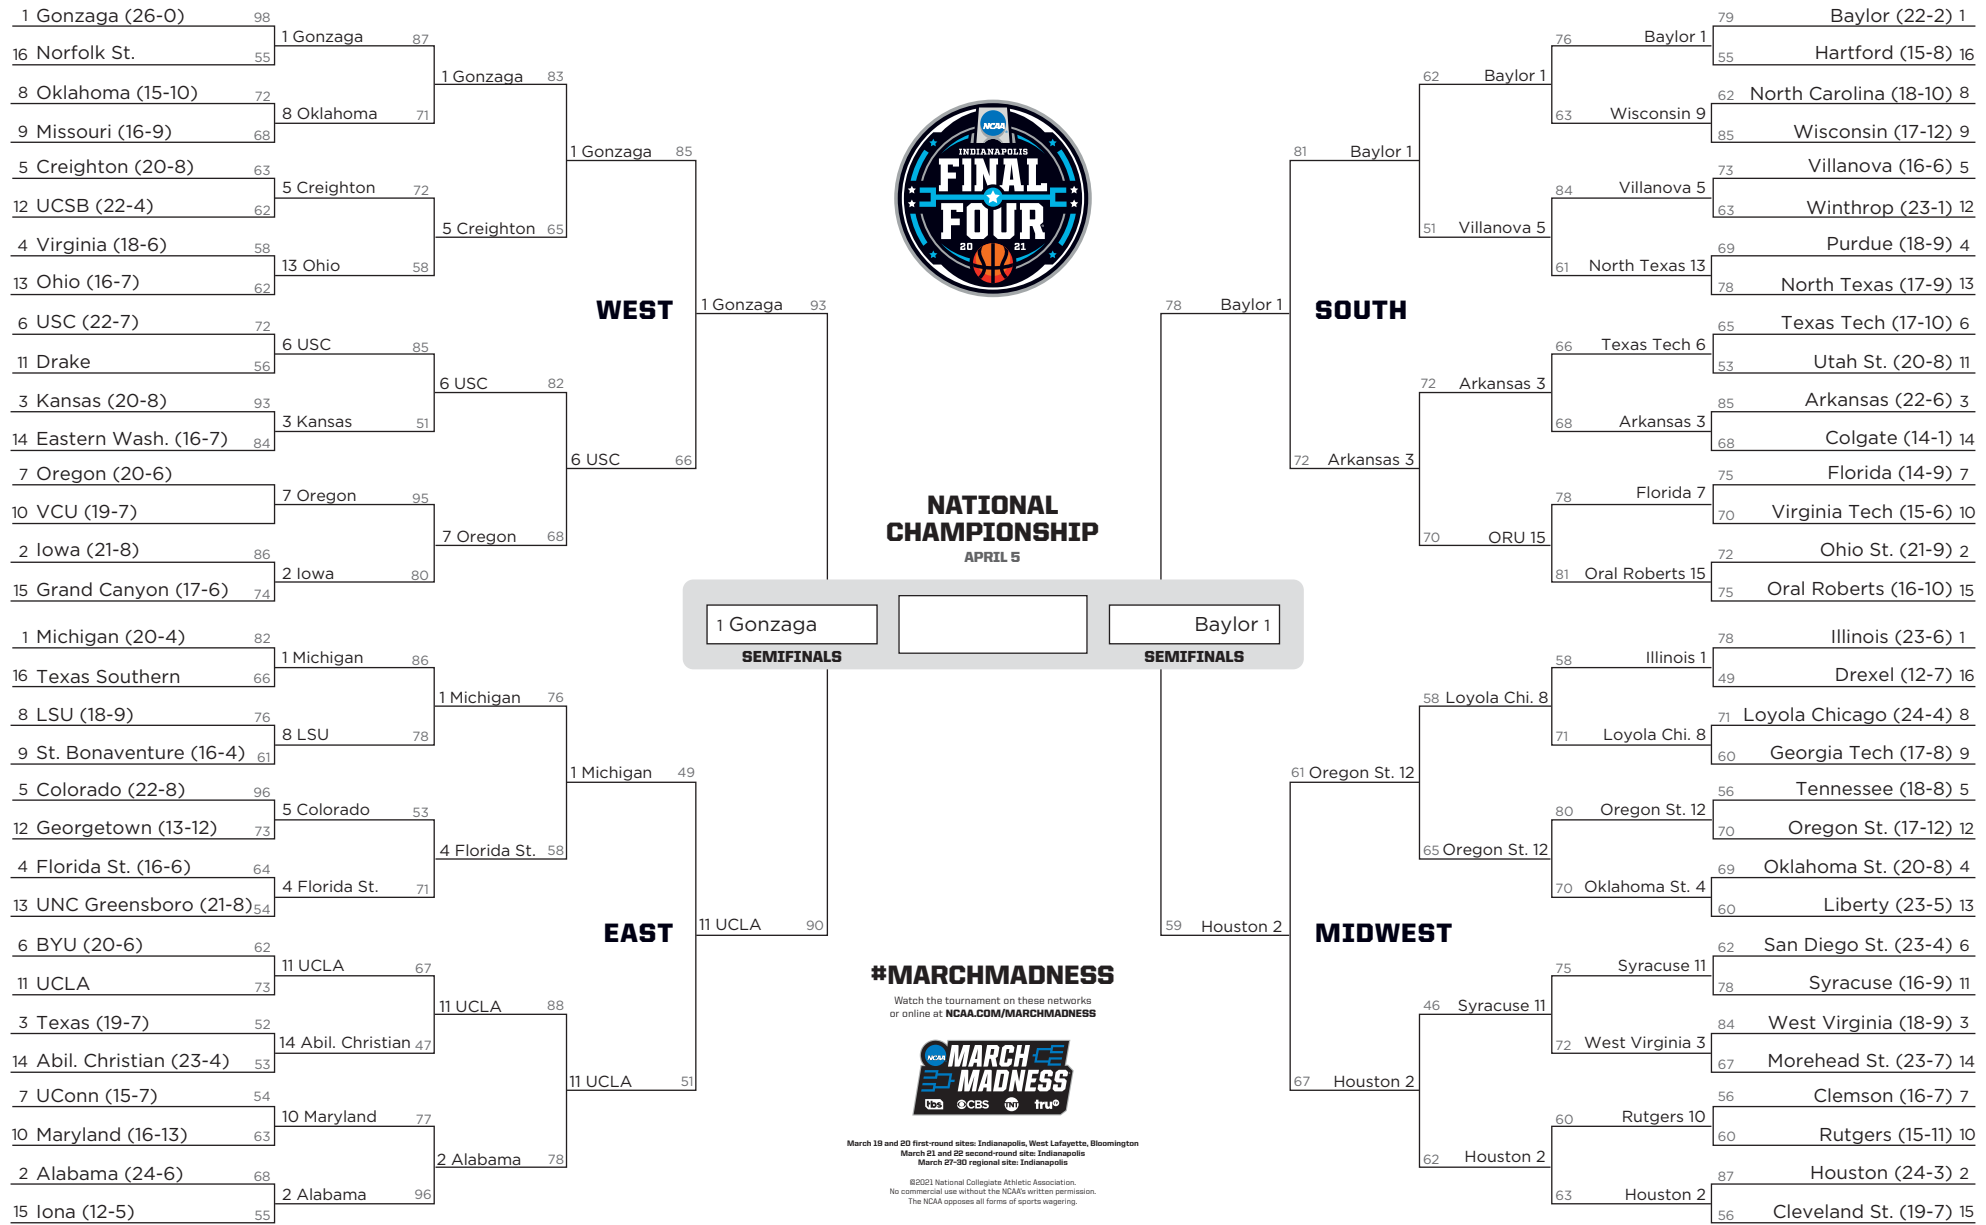 1 Gonzaga (26-0) 98
16 Norfolk St. 55
8 Oklahoma (15-10) 72
9 Missouri (16-9) 68
5 Creighton (20-8) 63
12 UCSB (22-4) 62
4 Virginia (18-6) 58
13 Ohio (16-7) 62
6 USC (22-7) 72
11 Drake 56
3 Kansas (20-8) 93
14 Eastern Wash. (16-7) 84
7 Oregon (20-6)
10 VCU (19-7)
2 Iowa (21-8) 86
15 Grand Canyon (17-6) 74
1 Gonzaga 87
8 Oklahoma 71
5 Creighton 72
13 Ohio 58
6 USC 85
3 Kansas 51
7 Oregon 95
2 Iowa 80
1 Gonzaga 83
5 Creighton 65
6 USC 82
7 Oregon 68
1 Gonzaga 85
6 USC 66
WEST
1 Gonzaga 93
1 Michigan (20-4) 82
16 Texas Southern 66
8 LSU (18-9) 76
9 St. Bonaventure (16-4) 61
5 Colorado (22-8) 96
12 Georgetown (13-12) 73
4 Florida St. (16-6) 64
13 UNC Greensboro (21-8) 54
6 BYU (20-6) 62
11 UCLA 73
3 Texas (19-7) 52
14 Abil. Christian (23-4) 53
7 UConn (15-7) 54
10 Maryland (16-13) 63
2 Alabama (24-6) 68
15 Iona (12-5) 55
1 Michigan 86
8 LSU 78
5 Colorado 53
4 Florida St. 71
11 UCLA 67
14 Abil. Christian 47
10 Maryland 77
2 Alabama 96
1 Michigan 76
4 Florida St. 58
11 UCLA 88
2 Alabama 78
1 Michigan 49
11 UCLA 51
EAST
11 UCLA 90
NCAA
INDIANAPOLIS
FINAL
FOUR
20 21
NATIONAL
CHAMPIONSHIP
APRIL 5
1 Gonzaga
SEMIFINALS
Baylor 1
SEMIFINALS
#MARCHMADNESS
Watch the tournament on these networks
or online at NCAA.COM/MARCHMADNESS
NCAA
MARCH
MADNESS
tbs CBS TNT tru
March 19 and 20 first-round sites: Indianapolis, West Lafayette, Bloomington
March 21 and 22 second-round site: Indianapolis
March 27-30 regional site: Indianapolis
©2021 National Collegiate Athletic Association.
No commercial use without the NCAA's written permission.
The NCAA opposes all forms of sports wagering.
79 Baylor (22-2) 1
55 Hartford (15-8) 16
62 North Carolina (18-10) 8
85 Wisconsin (17-12) 9
73 Villanova (16-6) 5
63 Winthrop (23-1) 12
69 Purdue (18-9) 4
78 North Texas (17-9) 13
65 Texas Tech (17-10) 6
53 Utah St. (20-8) 11
85 Arkansas (22-6) 3
68 Colgate (14-1) 14
75 Florida (14-9) 7
70 Virginia Tech (15-6) 10
72 Ohio St. (21-9) 2
75 Oral Roberts (16-10) 15
76 Baylor 1
63 Wisconsin 9
84 Villanova 5
61 North Texas 13
66 Texas Tech 6
68 Arkansas 3
78 Florida 7
81 Oral Roberts 15
62 Baylor 1
51 Villanova 5
72 Arkansas 3
70 ORU 15
81 Baylor 1
72 Arkansas 3
SOUTH
78 Baylor 1
78 Illinois (23-6) 1
49 Drexel (12-7) 16
71 Loyola Chicago (24-4) 8
60 Georgia Tech (17-8) 9
56 Tennessee (18-8) 5
70 Oregon St. (17-12) 12
69 Oklahoma St. (20-8) 4
60 Liberty (23-5) 13
62 San Diego St. (23-4) 6
78 Syracuse (16-9) 11
84 West Virginia (18-9) 3
67 Morehead St. (23-7) 14
56 Clemson (16-7) 7
60 Rutgers (15-11) 10
87 Houston (24-3) 2
56 Cleveland St. (19-7) 15
58 Illinois 1
71 Loyola Chi. 8
80 Oregon St. 12
70 Oklahoma St. 4
75 Syracuse 11
72 West Virginia 3
60 Rutgers 10
63 Houston 2
58 Loyola Chi. 8
65 Oregon St. 12
46 Syracuse 11
62 Houston 2
61 Oregon St. 12
67 Houston 2
MIDWEST
59 Houston 2